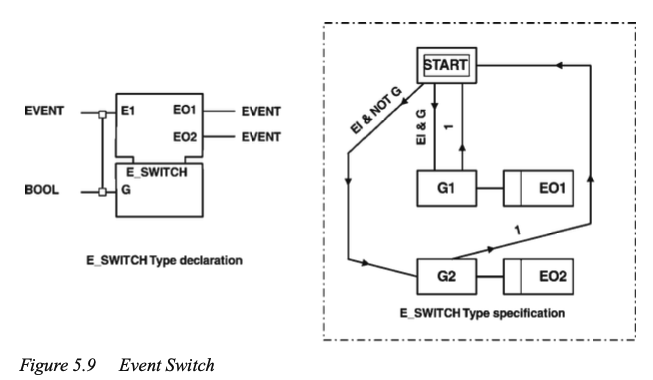 EVENT
E1
EO1
EVENT
EO2
EVENT
E_SWITCH
BOOL
G
E_SWITCH Type declaration
START
EI & NOT G
EI & G
1
G1
EO1
1
G2
EO2
E_SWITCH Type specification
Figure 5.9 Event Switch